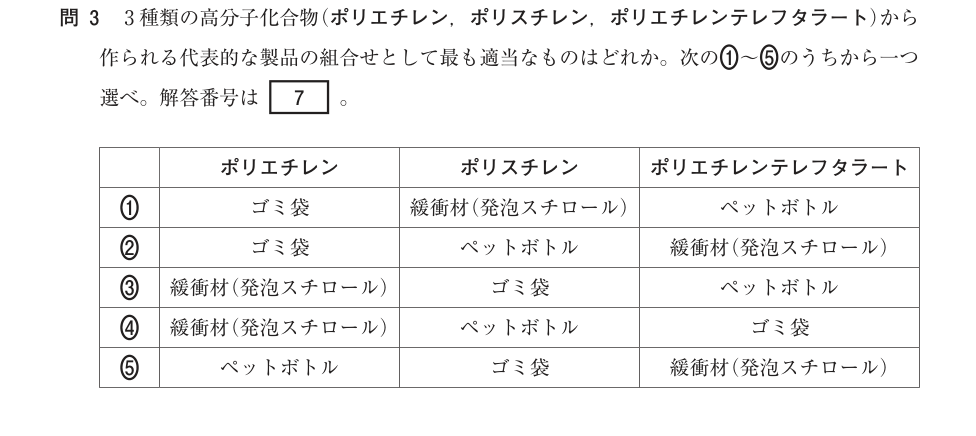 問 3 3種類の高分子化合物(ポリエチレン，ポリスチレン，ポリエチレンテレフタラート)から
作られる代表的な製品の組合せとして最も適当なものはどれか。次の①～⑤のうちから一つ
選べ。解答番号は 7 。
ポリエチレン ポリスチレン ポリエチレンテレフタラート
① ゴミ袋 緩衝材(発泡スチロール) ペットボトル
② ゴミ袋 ペットボトル 緩衝材(発泡スチロール)
③ 緩衝材(発泡スチロール) ゴミ袋 ペットボトル
④ 緩衝材(発泡スチロール) ペットボトル ゴミ袋
⑤ ペットボトル ゴミ袋 緩衝材(発泡スチロール)